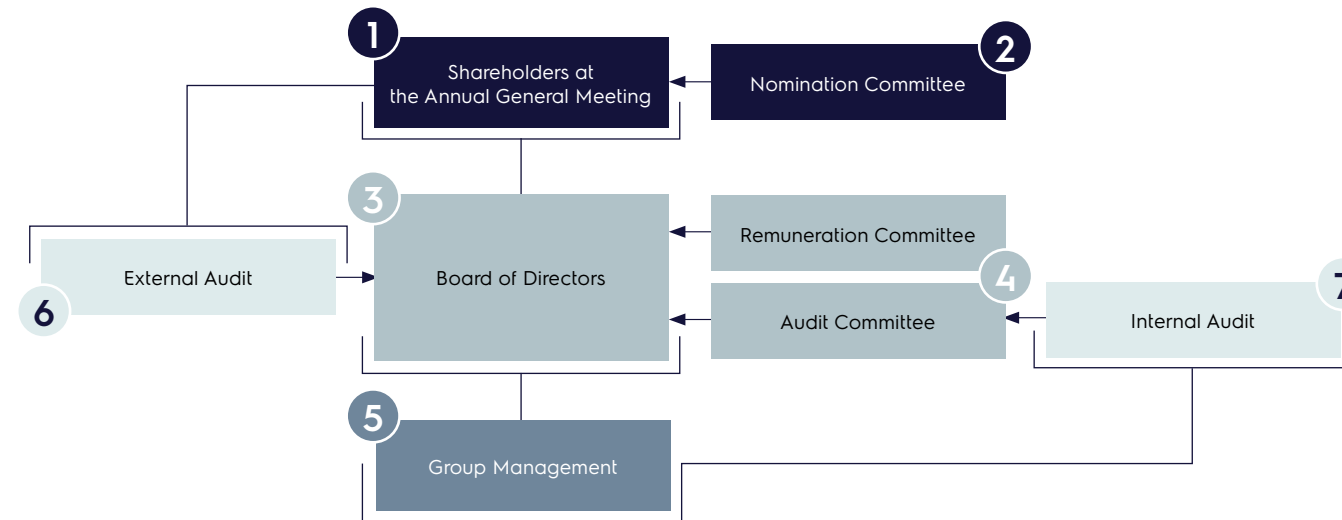 1
Shareholders at
the Annual General Meeting
2
Nomination Committee
3
Board of Directors
Remuneration Committee
4
Audit Committee
External Audit
6
Internal Audit
7
5
Group Management